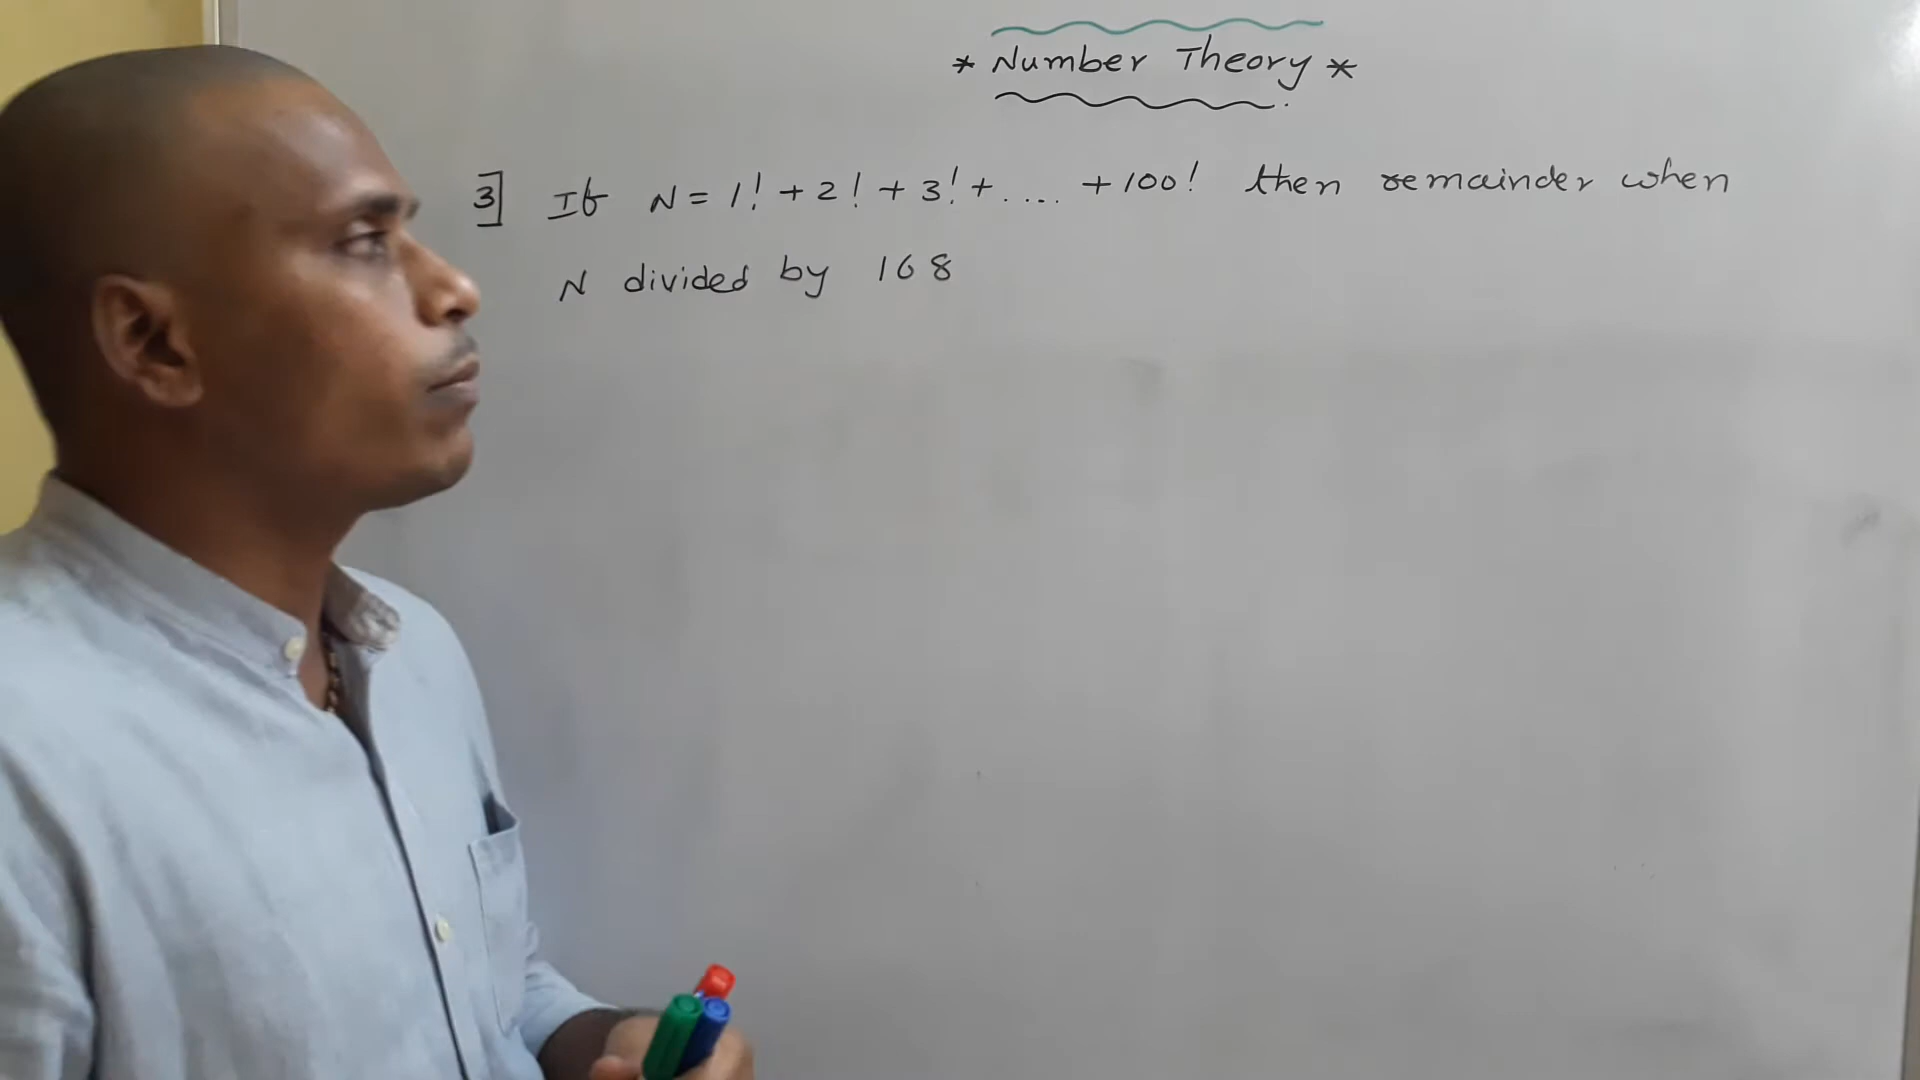 * Number Theory *
3] If N = 1! + 2! + 3! + .... + 100! then remainder when
N divided by 168